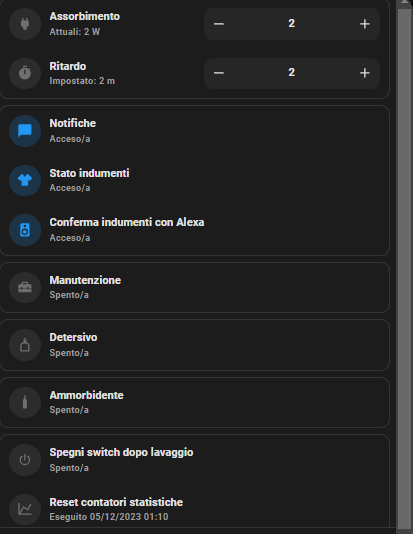 Assorbimento
Attuali: 2 W
2
Ritardo
Impostato: 2 m
2
Notifiche
Acceso/a
Stato indumenti
Acceso/a
Conferma indumenti con Alexa
Acceso/a
Manutenzione
Spento/a
Detersivo
Spento/a
Ammorbidente
Spento/a
Spegni switch dopo lavaggio
Spento/a
Reset contatori statistiche
Eseguito 05/12/2023 01:10